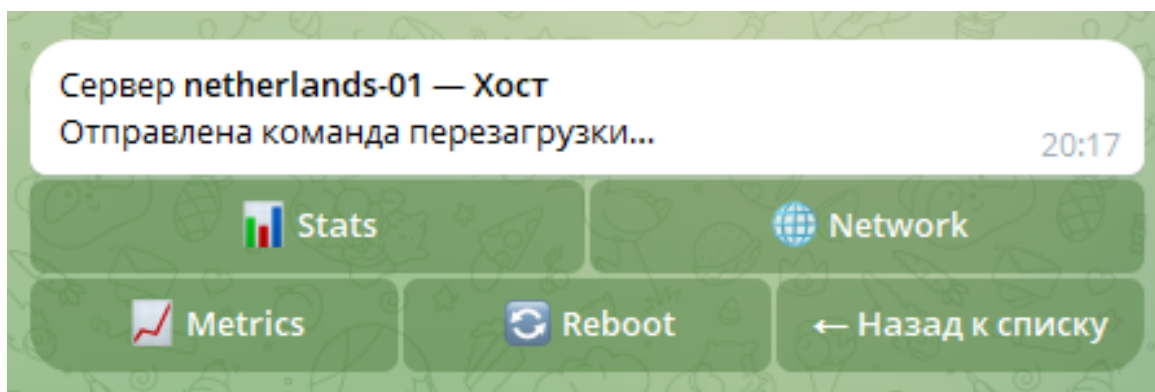 Сервер netherlands-01 — Хост
Отправлена команда перезагрузки...
20:17
Stats
Network
Metrics
Reboot
← Назад к списку